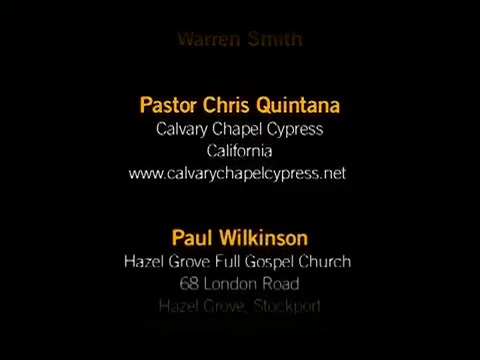 Warren Smith
Pastor Chris Quintana
Calvary Chapel Cypress
California
www.calvarychapelcypress.net
Paul Wilkinson
Hazel Grove Full Gospel Church
68 London Road
Hazel Grove, Stockport